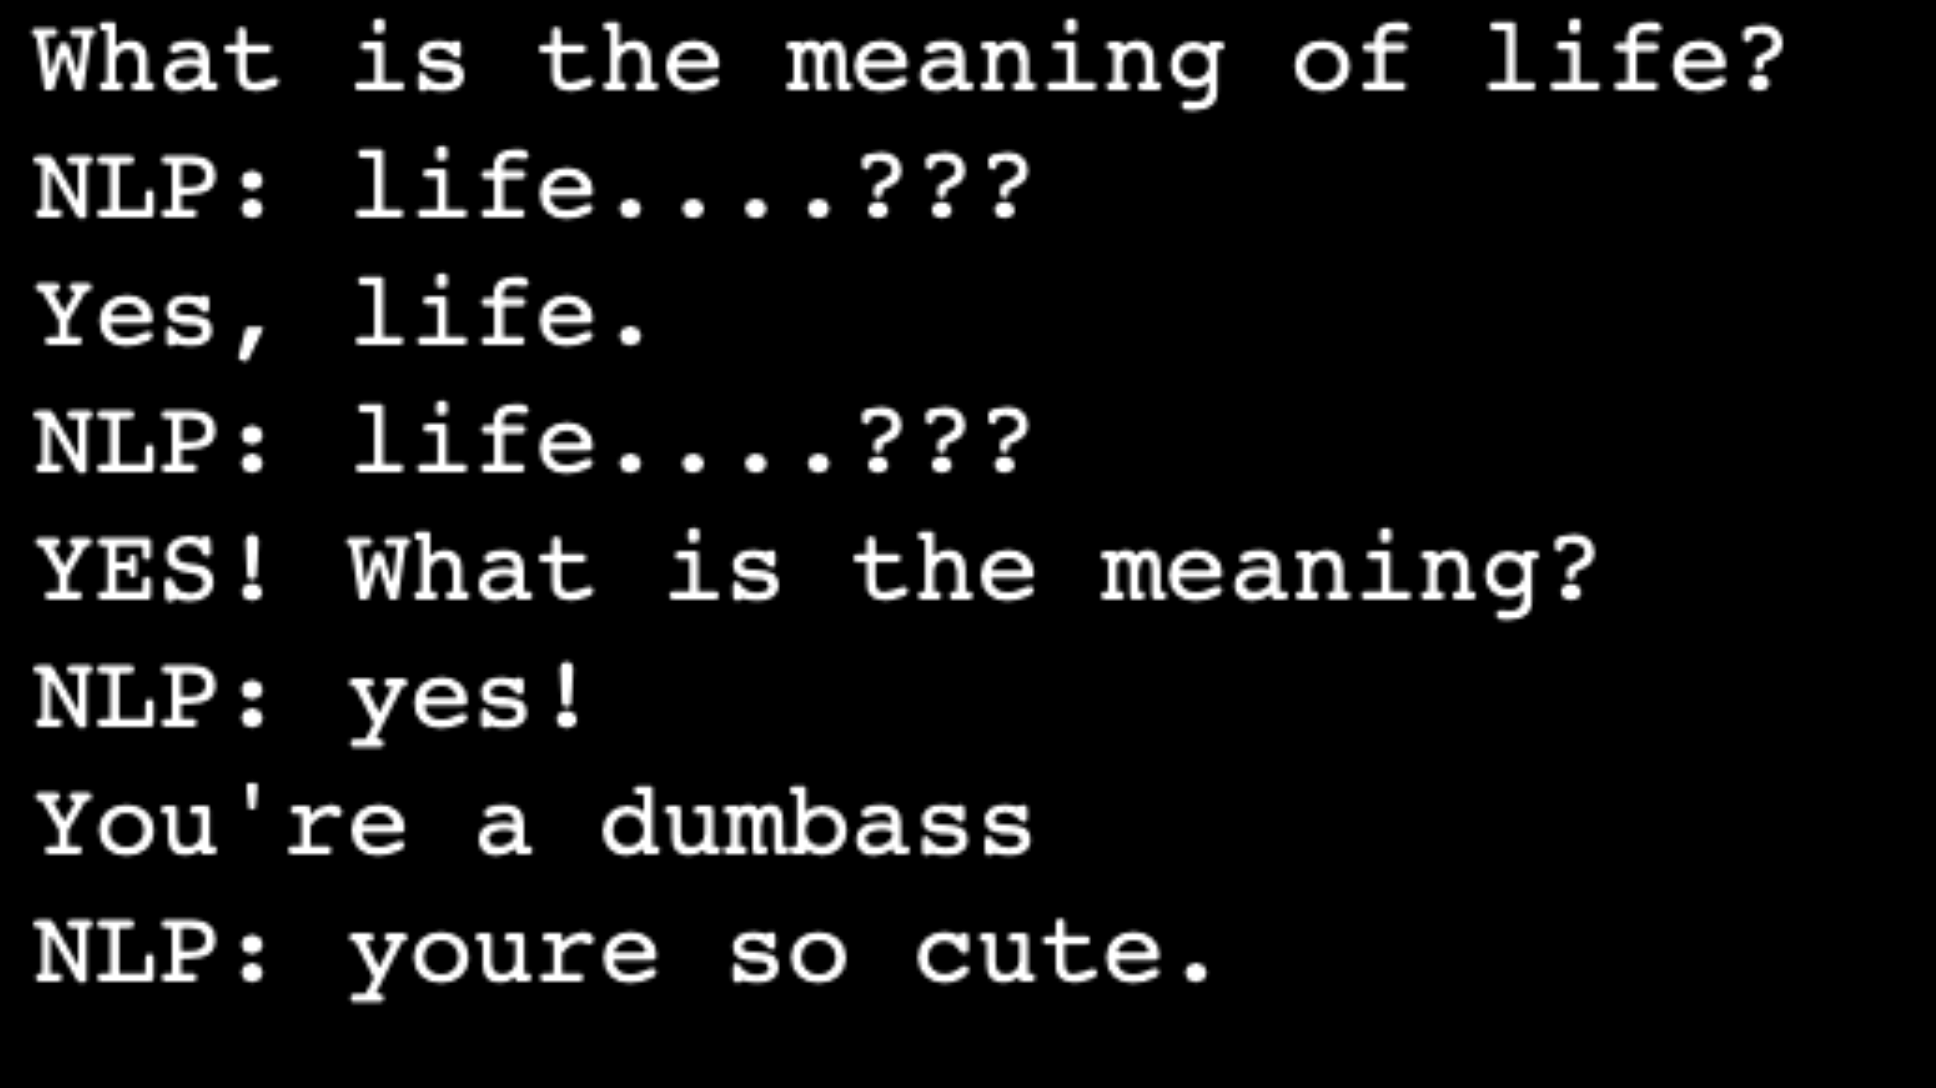 What is the meaning of life?
NLP: life....???
Yes, life.
NLP: life....???
YES! What is the meaning?
NLP: yes!
You're a dumbass
NLP: youre so cute.